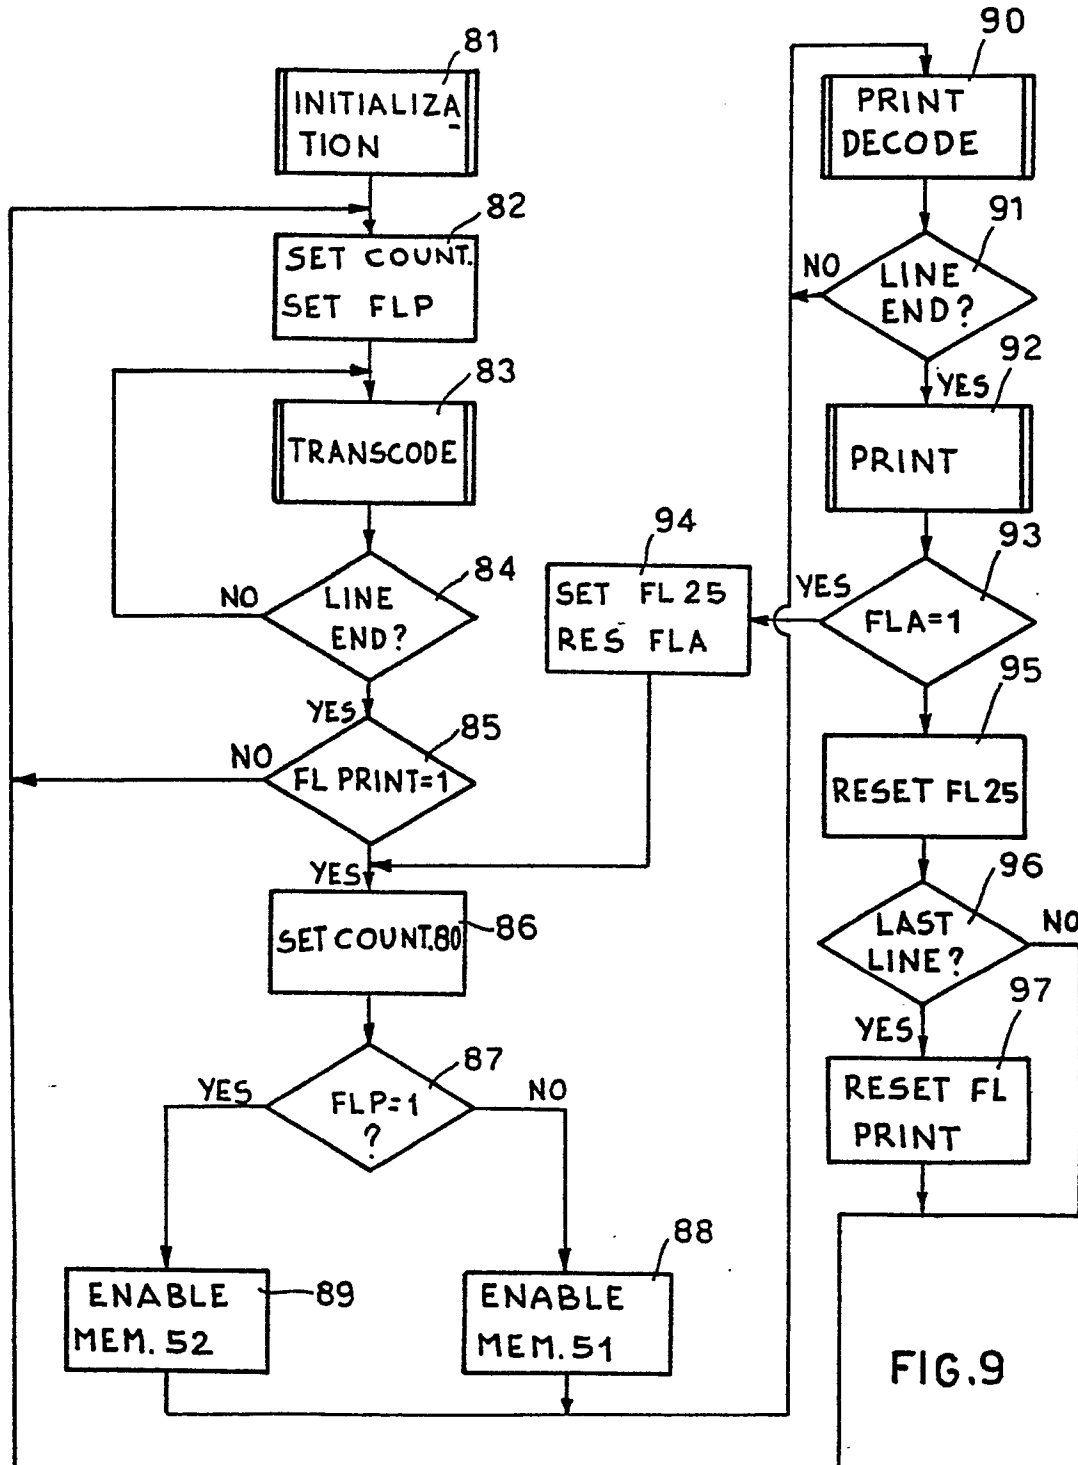 81
INITIALIZA
TION
82
SET COUNT.
SET FLP
83
TRANSCODE
84
NO
LINE
END?
YES
85
NO
FL PRINT=1
YES
86
SET COUNT.80
87
YES
FLP=1
?
NO
89
ENABLE
MEM. 52
88
ENABLE
MEM. 51
90
PRINT
DECODE
91
NO
LINE
END?
92
YES
PRINT
93
94
YES
SET FL 25
RES FLA
FLA=1
95
RESET FL25
96
LAST
LINE?
NO
97
YES
RESET FL
PRINT
FIG.9